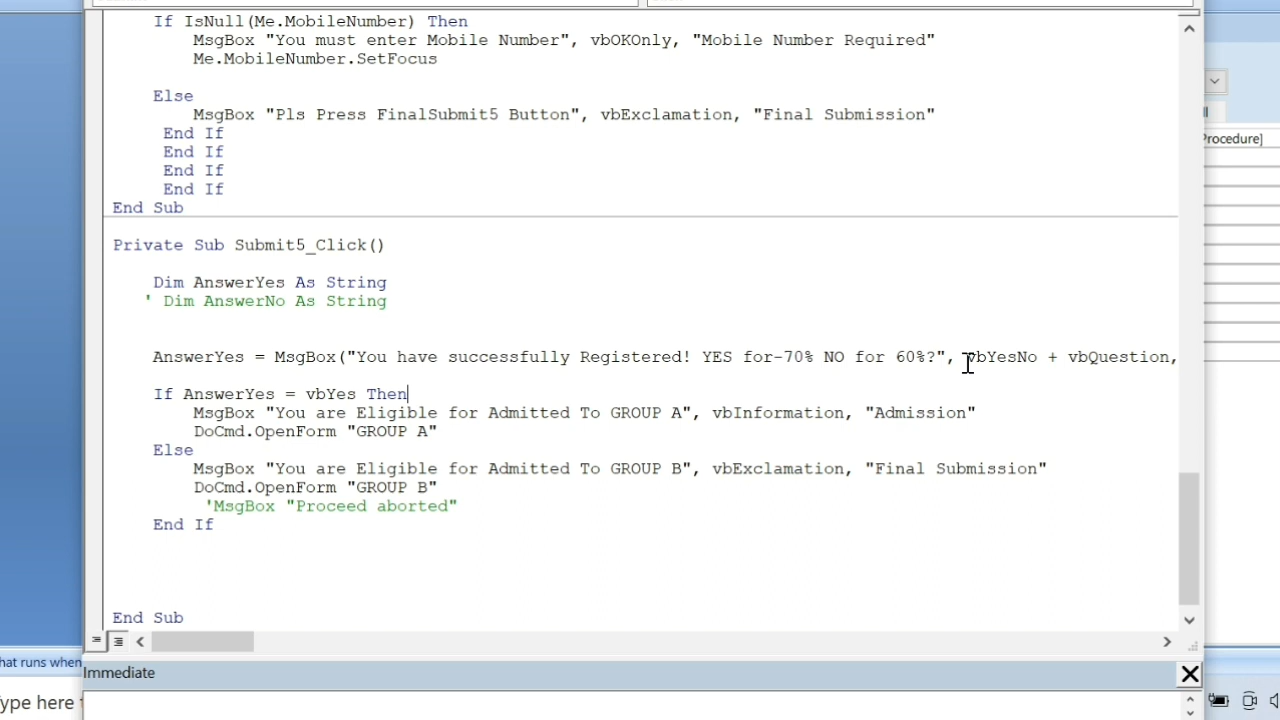 If IsNull(Me.MobileNumber) Then
MsgBox "You must enter Mobile Number", vbOKOnly, "Mobile Number Required"
Me.MobileNumber.SetFocus
Else
MsgBox "Pls Press FinalSubmit5 Button", vbExclamation, "Final Submission"
End If
End If
End If
End If
End Sub
Private Sub Submit5_Click()
Dim AnswerYes As String
' Dim AnswerNo As String
AnswerYes = MsgBox("You have successfully Registered! YES for-70% NO for 60%?", vbYesNo + vbQuestion,
If AnswerYes = vbYes Then
MsgBox "You are Eligible for Admitted To GROUP A", vbInformation, "Admission"
DoCmd.OpenForm "GROUP A"
Else
MsgBox "You are Eligible for Admitted To GROUP B", vbExclamation, "Final Submission"
DoCmd.OpenForm "GROUP B"
'MsgBox "Proceed aborted"
End If
End Sub
Procedure]
hat runs when
Immediate
ype here